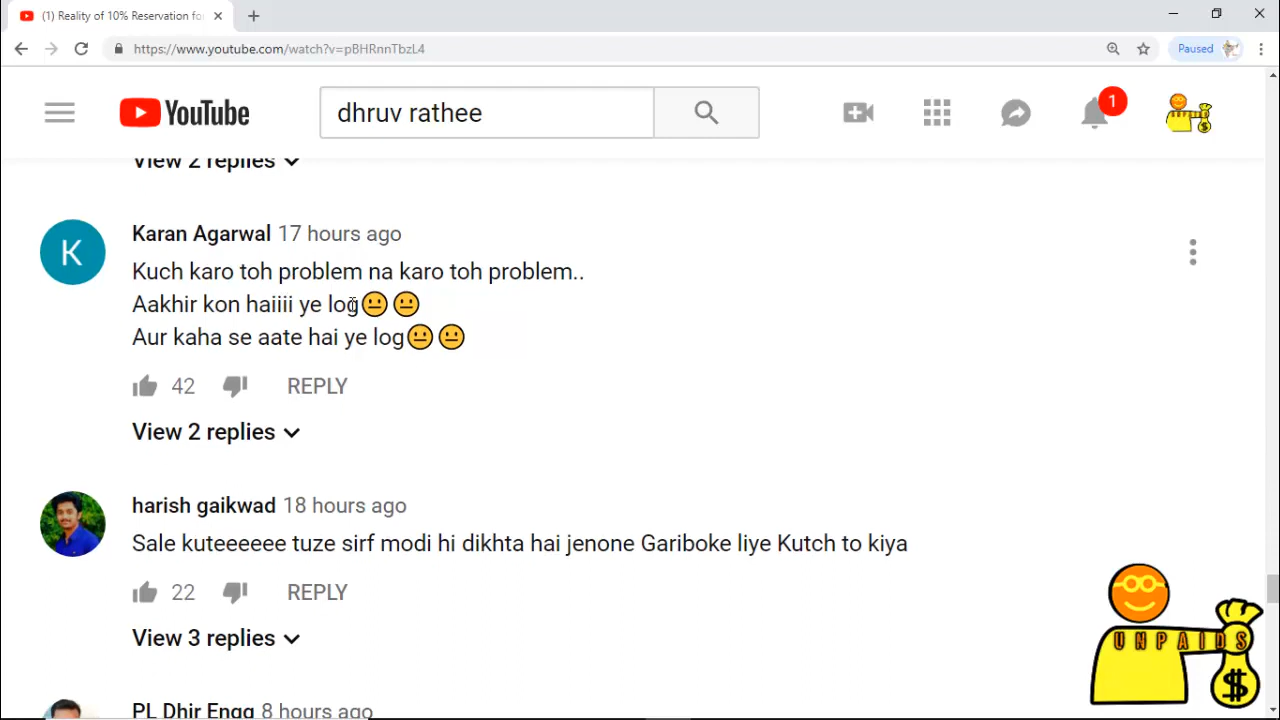 (1) Reality of 10% Reservation for
https://www.youtube.com/watch?v=pBHRnnTbzL4
Paused
YouTube
dhruv rathee
1
View 2 replies
Karan Agarwal 17 hours ago
Kuch karo toh problem na karo toh problem..
Aakhir kon haiiii ye log😐😐
Aur kaha se aate hai ye log😐😐
42 REPLY
View 2 replies
harish gaikwad 18 hours ago
Sale kuteeeeee tuze sirf modi hi dikhta hai jenone Gariboke liye Kutch to kiya
22 REPLY
View 3 replies
UNPAIDS
$
PL Dhir Engg 8 hours ago